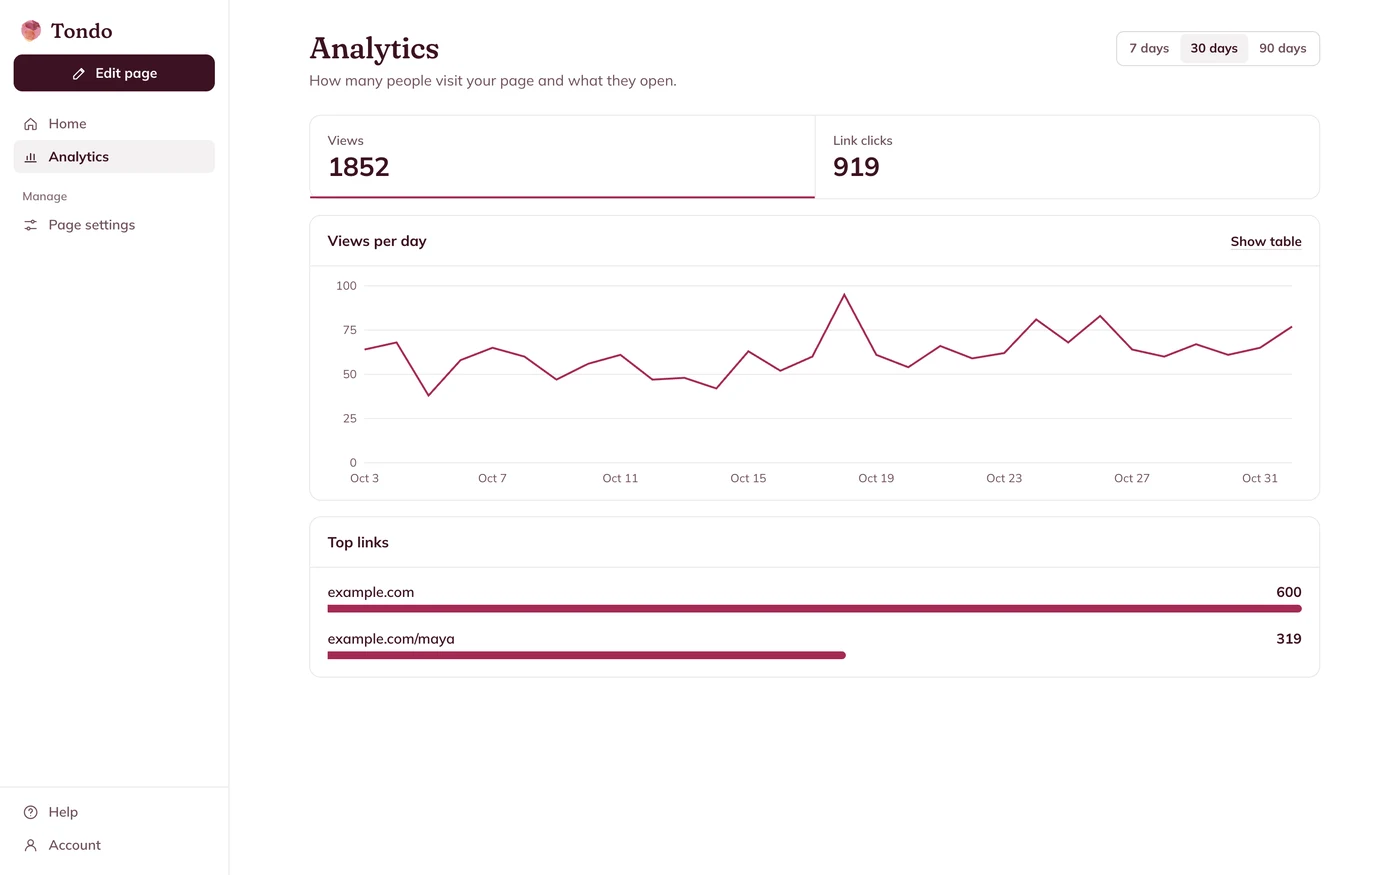 Tondo
Edit page
Home
Analytics
Manage
Page settings
Help
Account
Analytics
How many people visit your page and what they open.
7 days 30 days 90 days
Views
1852
Link clicks
919
Views per day
Show table
100
75
50
25
0
Oct 3 Oct 7 Oct 11 Oct 15 Oct 19 Oct 23 Oct 27 Oct 31
Top links
example.com 600
example.com/maya 319